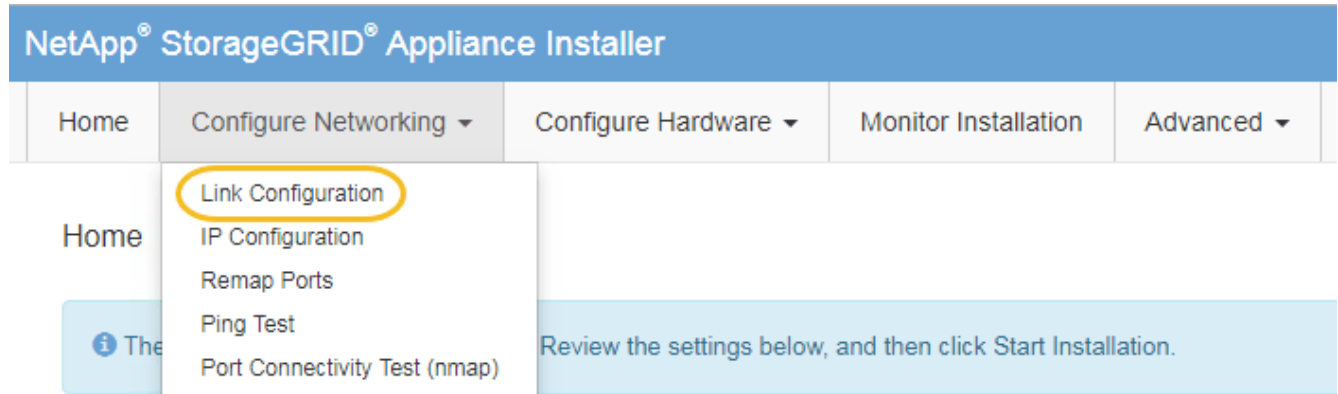 NetApp® StorageGRID® Appliance Installer
Home Configure Networking Configure Hardware Monitor Installation Advanced
Link Configuration
Home
IP Configuration
Remap Ports
Ping Test
The Review the settings below, and then click Start Installation.
Port Connectivity Test (nmap)